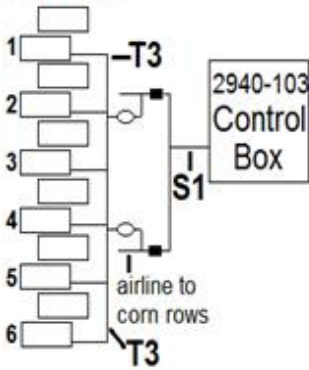 1
T3
2
3
4
5
6
T3
S1
2940-103
Control
Box
airline to
corn rows